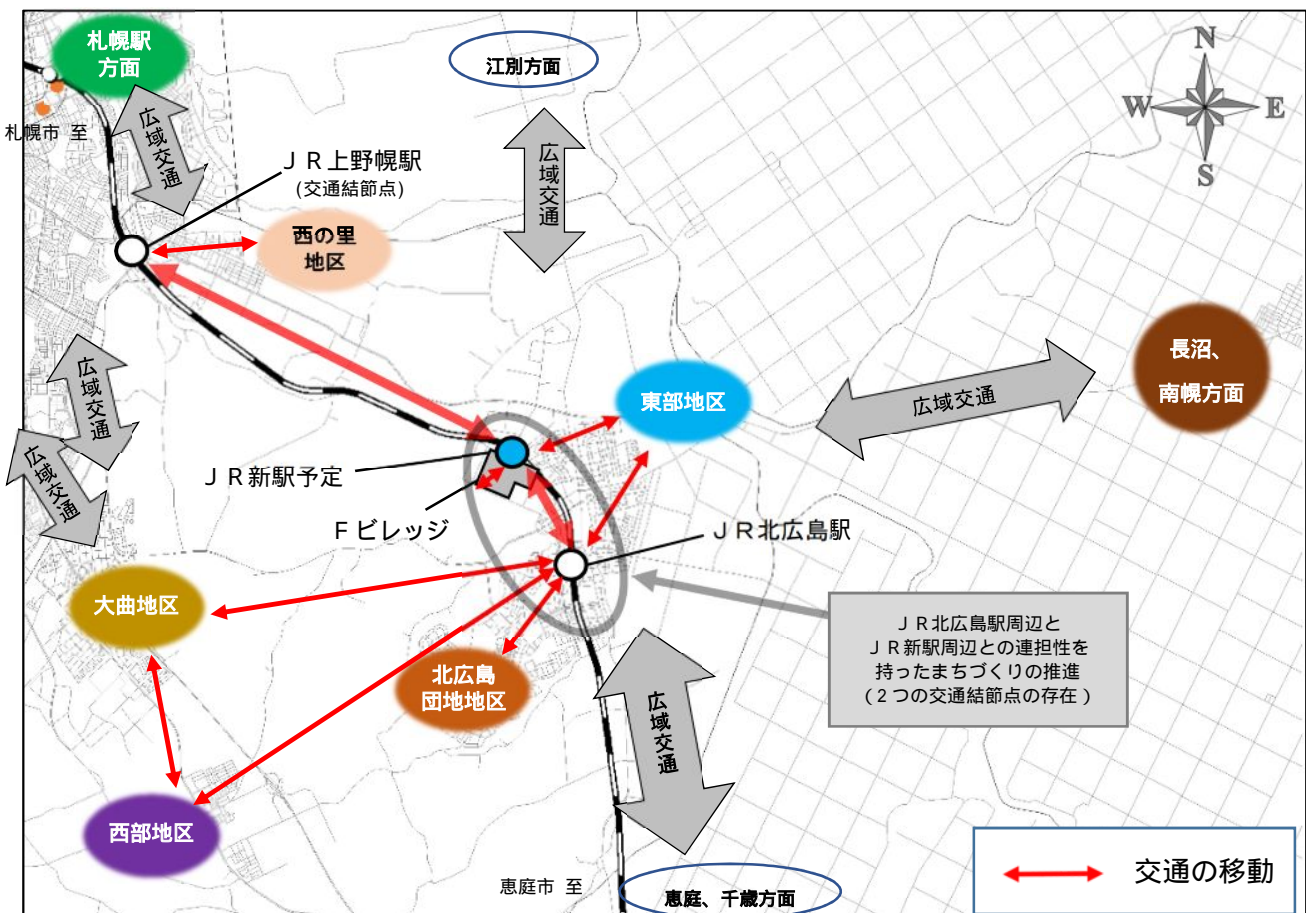 札幌駅
方面
江別方面
N
W
E
S
札幌市 至
広域交通
JR上野幌駅
(交通結節点)
広域交通
西の里
地区
長沼、
南幌方面
広域交通
広域交通
東部地区
広域交通
JR新駅予定
Fビレッジ
JR北広島駅
大曲地区
JR北広島駅周辺と
JR新駅周辺との連担性を
持ったまちづくりの推進
(2つの交通結節点の存在)
北広島
団地地区
広域交通
西部地区
交通の移動
恵庭市 至
恵庭、千歳方面